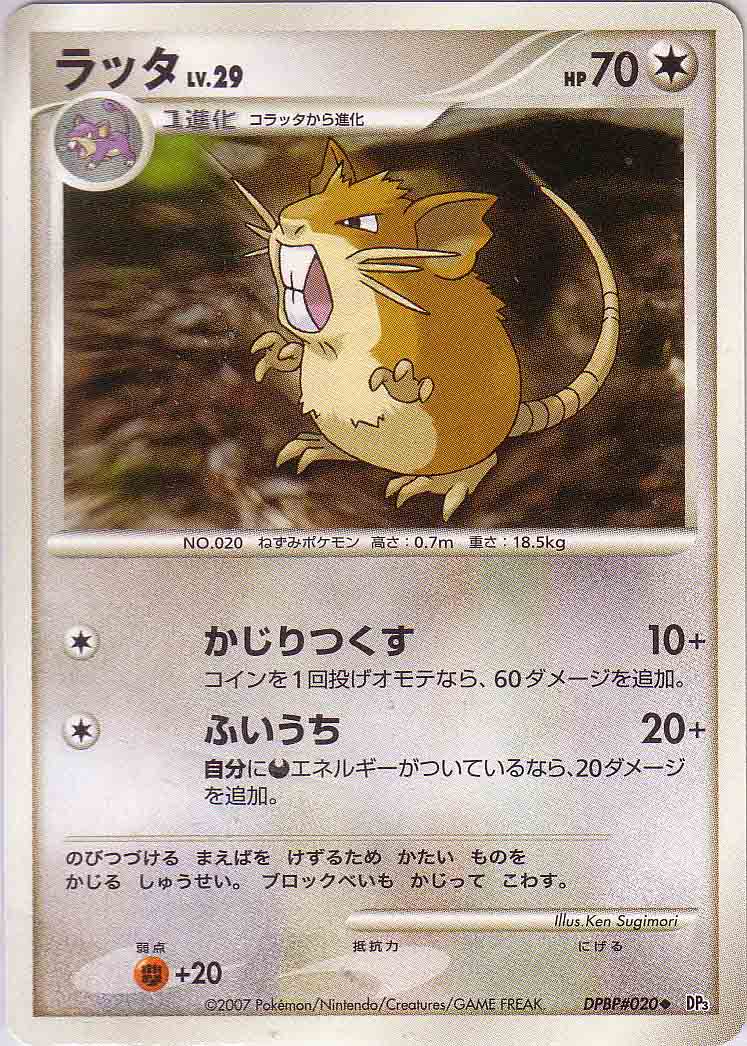 ラッタ LV.29 HP 70
1進化 コラッタから進化
NO.020 ねずみポケモン 高さ:0.7m 重さ:18.5kg
かじりつくす 10+
コインを1回投げオモテなら、60ダメージを追加。
ふいうち 20+
自分にエネルギーがついているなら、20ダメージ
を追加。
のびつづける まえばを けずるため かたい ものを
かじる しゅうせい。 ブロックべいも かじって こわす。
Illus.Ken Sugimori
弱点 抵抗力 にげる
+20
©2007 Pokémon/Nintendo/Creatures/GAME FREAK. DPBP#020◆ DP3